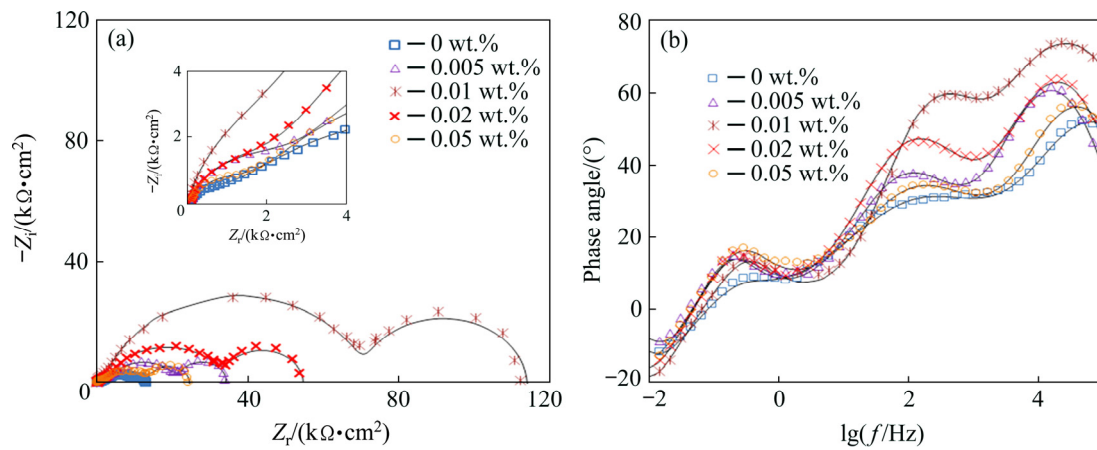 120
80
40
0
0
40
80
120
(a)
0 wt.%
0.005 wt.%
0.01 wt.%
0.02 wt.%
0.05 wt.%
4
2
0
2
4
−Zi/(kΩ•cm²)
Zr/(kΩ•cm²)
−Zi/(kΩ•cm²)
Zr/(kΩ•cm²)
80
60
40
20
0
−20
−2
0
2
4
(b)
0 wt.%
0.005 wt.%
0.01 wt.%
0.02 wt.%
0.05 wt.%
Phase angle/(°)
lg(f/Hz)